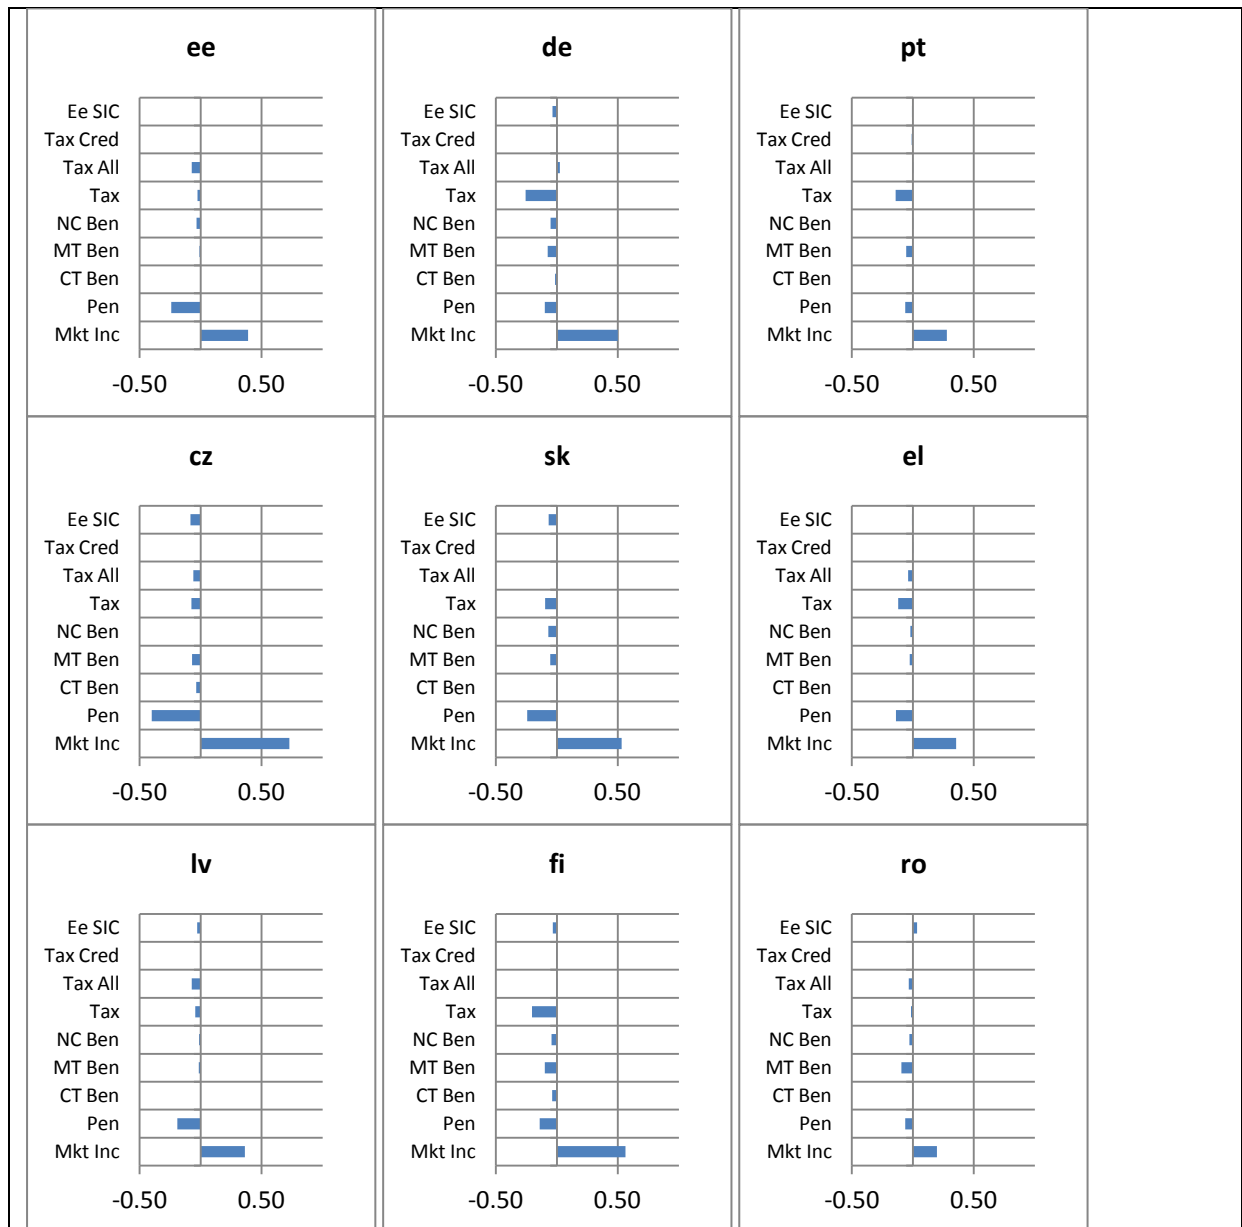 ee
Ee SIC
Tax Cred
Tax All
Tax
NC Ben
MT Ben
CT Ben
Pen
Mkt Inc
-0.50 0.50
de
Ee SIC
Tax Cred
Tax All
Tax
NC Ben
MT Ben
CT Ben
Pen
Mkt Inc
-0.50 0.50
pt
Ee SIC
Tax Cred
Tax All
Tax
NC Ben
MT Ben
CT Ben
Pen
Mkt Inc
-0.50 0.50
cz
Ee SIC
Tax Cred
Tax All
Tax
NC Ben
MT Ben
CT Ben
Pen
Mkt Inc
-0.50 0.50
sk
Ee SIC
Tax Cred
Tax All
Tax
NC Ben
MT Ben
CT Ben
Pen
Mkt Inc
-0.50 0.50
el
Ee SIC
Tax Cred
Tax All
Tax
NC Ben
MT Ben
CT Ben
Pen
Mkt Inc
-0.50 0.50
lv
Ee SIC
Tax Cred
Tax All
Tax
NC Ben
MT Ben
CT Ben
Pen
Mkt Inc
-0.50 0.50
fi
Ee SIC
Tax Cred
Tax All
Tax
NC Ben
MT Ben
CT Ben
Pen
Mkt Inc
-0.50 0.50
ro
Ee SIC
Tax Cred
Tax All
Tax
NC Ben
MT Ben
CT Ben
Pen
Mkt Inc
-0.50 0.50